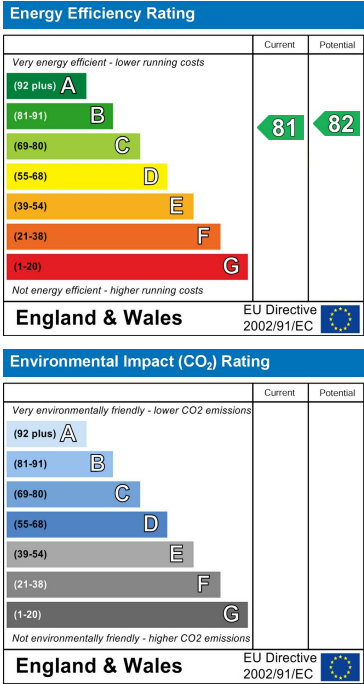 Energy Efficiency Rating
Current Potential
Very energy efficient - lower running costs
(92 plus) A
(81-91) B
81 82
(69-80) C
(55-68) D
(39-54) E
(21-38) F
(1-20) G
Not energy efficient - higher running costs
England & Wales
EU Directive
2002/91/EC
Environmental Impact (CO₂) Rating
Current Potential
Very environmentally friendly - lower CO2 emissions
(92 plus) A
(81-91) B
(69-80) C
(55-68) D
(39-54) E
(21-38) F
(1-20) G
Not environmentally friendly - higher CO2 emissions
England & Wales
EU Directive
2002/91/EC